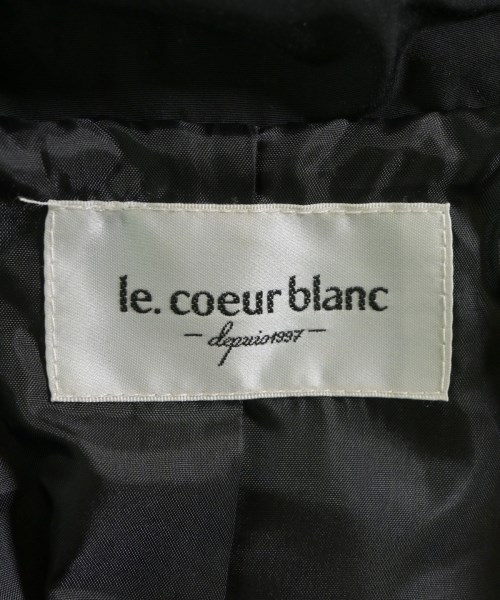 le. coeur blanc
- depuis1997 -